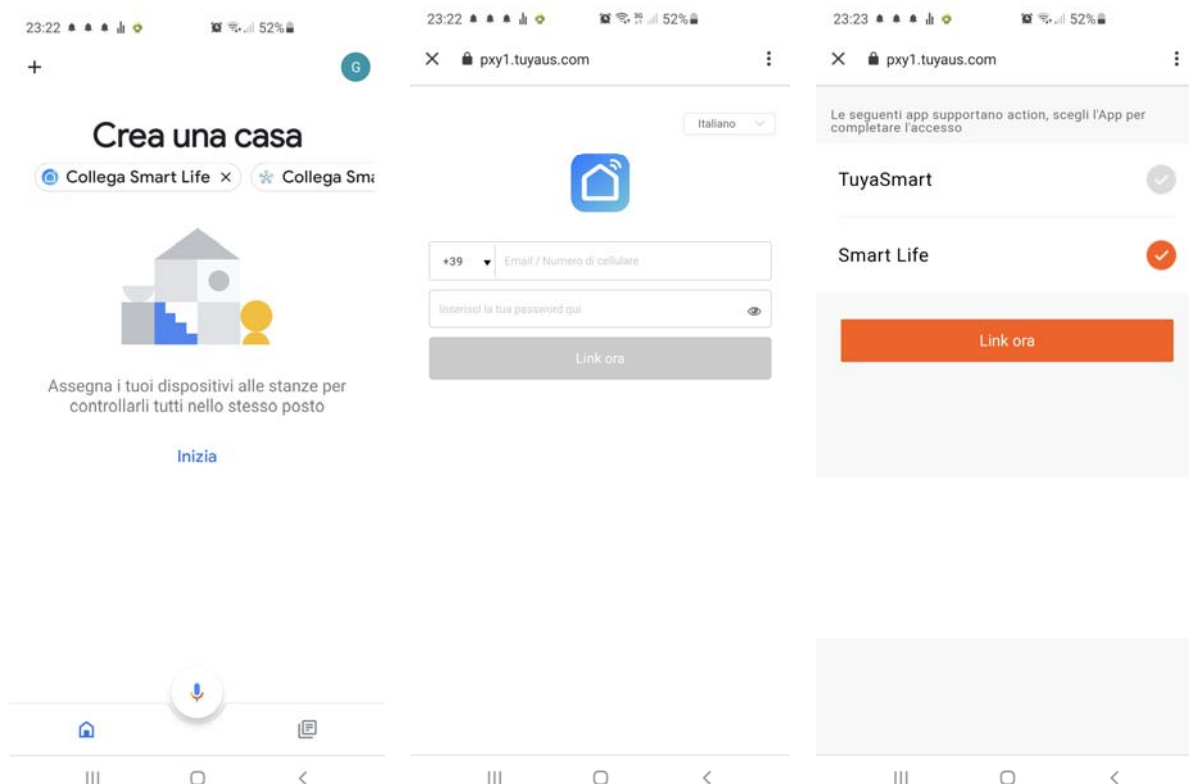 23:22
52%
G
Crea una casa
Collega Smart Life ×
Collega Sma
Assegna i tuoi dispositivi alle stanze per
controllarli tutti nello stesso posto
Inizia
23:22
52%
pxy1.tuyaus.com
Italiano
+39
Email / Numero di cellulare
Inserisci la tua password qui
Link ora
23:23
52%
pxy1.tuyaus.com
Le seguenti app supportano action, scegli l'App per
completare l'accesso
TuyaSmart
Smart Life
Link ora